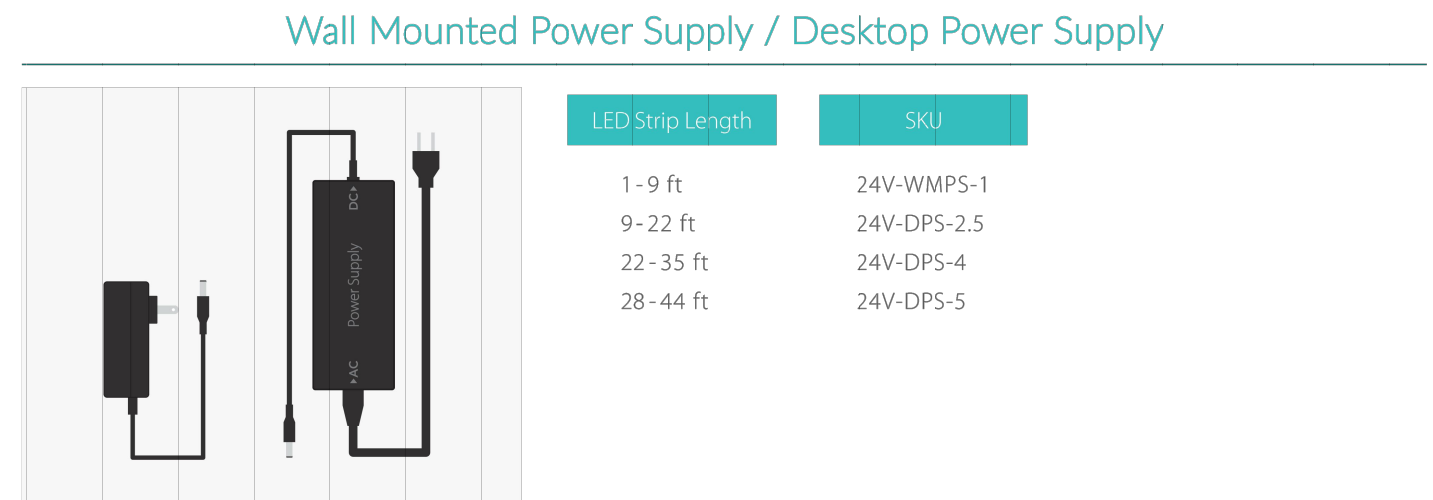 Wall Mounted Power Supply / Desktop Power Supply
LED Strip Length SKU
1-9 ft 24V-WMPS-1
9-22 ft 24V-DPS-2.5
22-35 ft 24V-DPS-4
28-44 ft 24V-DPS-5
DC▸
Power Supply
▸AC